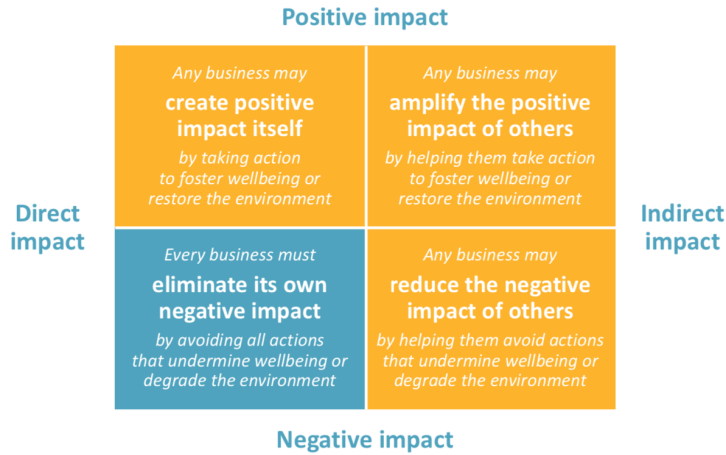 Positive impact
Any business may
create positive
impact itself
by taking action
to foster wellbeing or
restore the environment
Any business may
amplify the positive
impact of others
by helping them take action
to foster wellbeing or
restore the environment
Direct
impact
Indirect
impact
Every business must
eliminate its own
negative impact
by avoiding all actions
that undermine wellbeing or
degrade the environment
Any business may
reduce the negative
impact of others
by helping them avoid actions
that undermine wellbeing or
degrade the environment
Negative impact